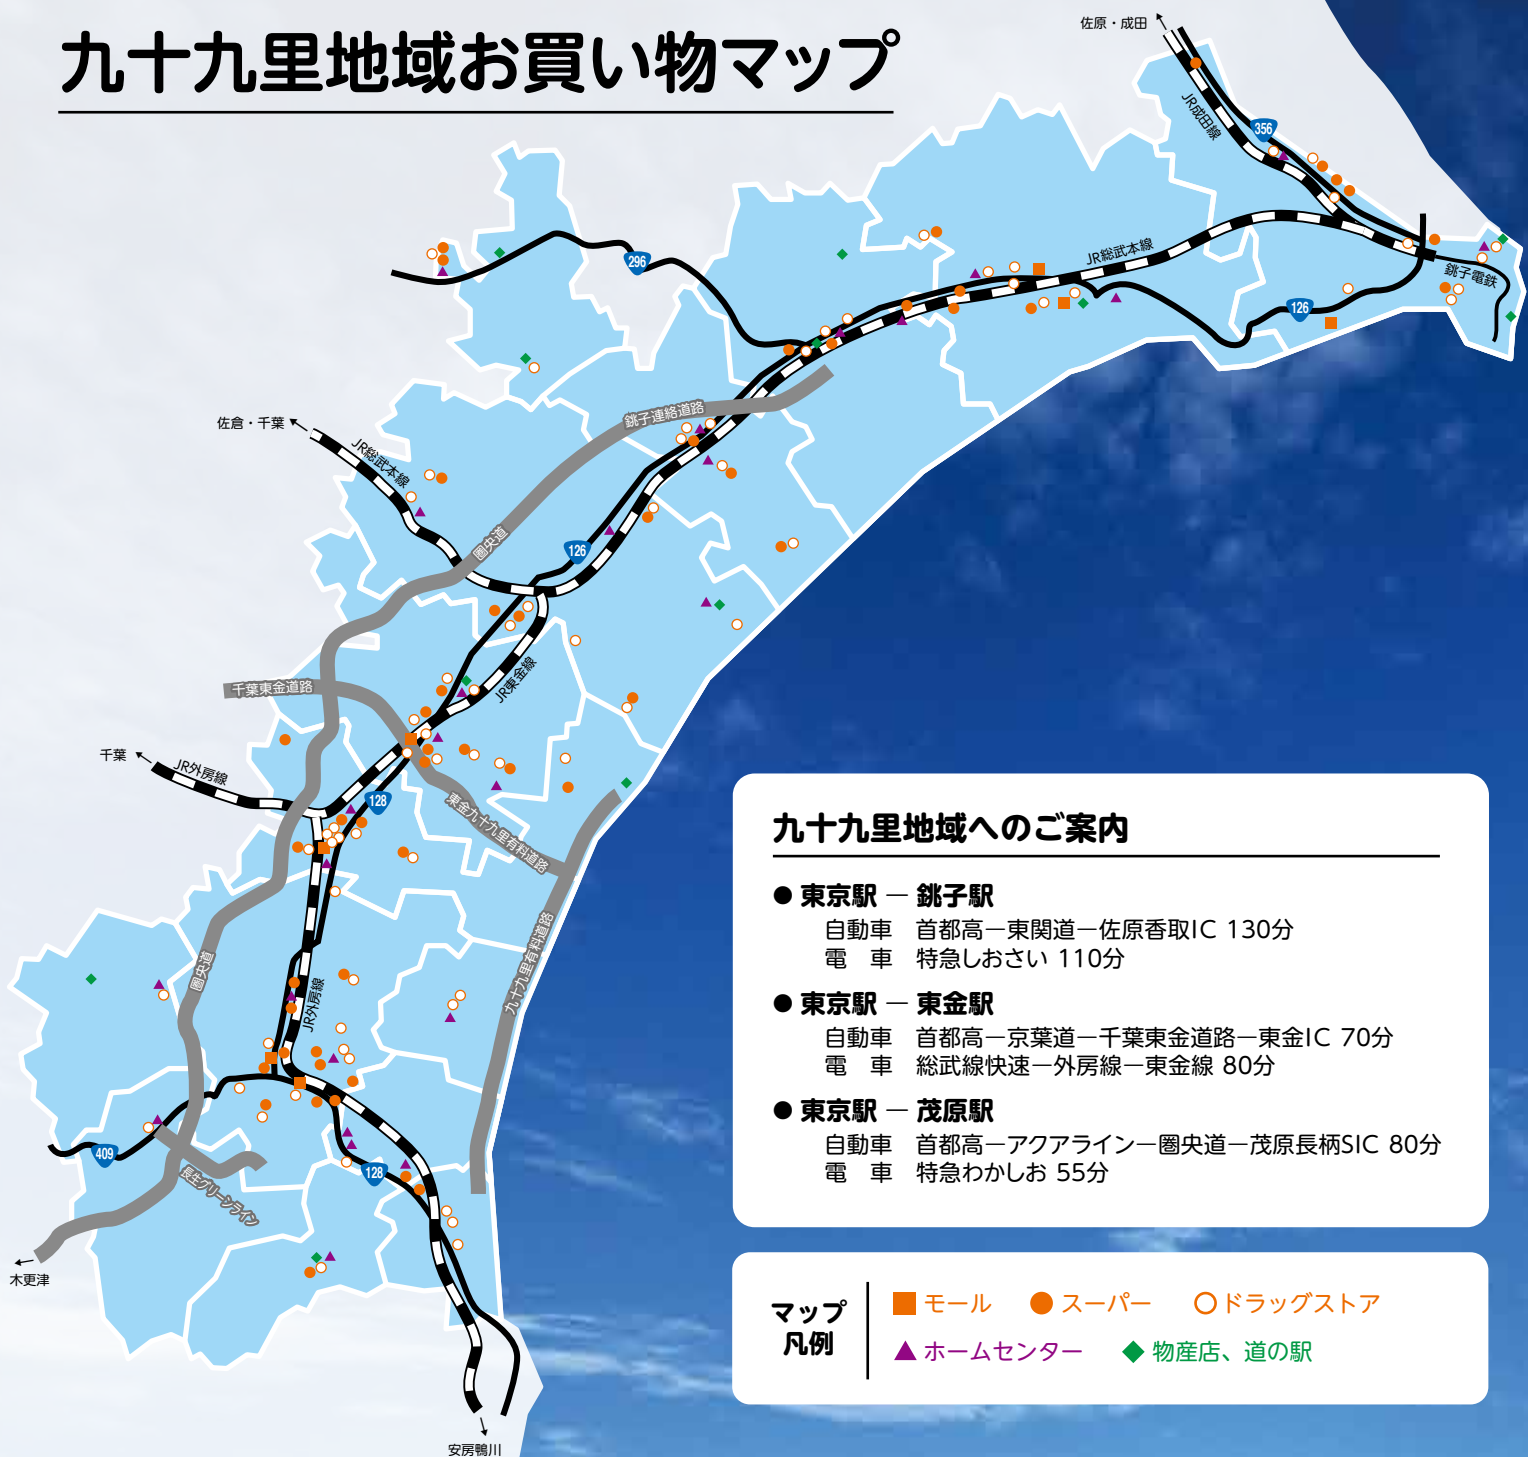 九十九里地域お買い物マップ
佐原・成田
JR成田線
356
JR総武本線
銚子電鉄
126
296
銚子連絡道路
佐倉・千葉
JR総武本線
圏央道
126
JR東金線
千葉東金道路
千葉
JR外房線
128
東金九十九里有料道路
九十九里有料道路
圏央道
JR外房線
409
128
長生グリーンライン
木更津
安房鴨川
九十九里地域へのご案内
● 東京駅 ― 銚子駅
自動車 首都高―東関道―佐原香取IC 130分
電 車 特急しおさい 110分
● 東京駅 ― 東金駅
自動車 首都高―京葉道―千葉東金道路―東金IC 70分
電 車 総武線快速―外房線―東金線 80分
● 東京駅 ― 茂原駅
自動車 首都高―アクアライン―圏央道―茂原長柄SIC 80分
電 車 特急わかしお 55分
マップ
凡例
モール スーパー ドラッグストア
ホームセンター 物産店、道の駅